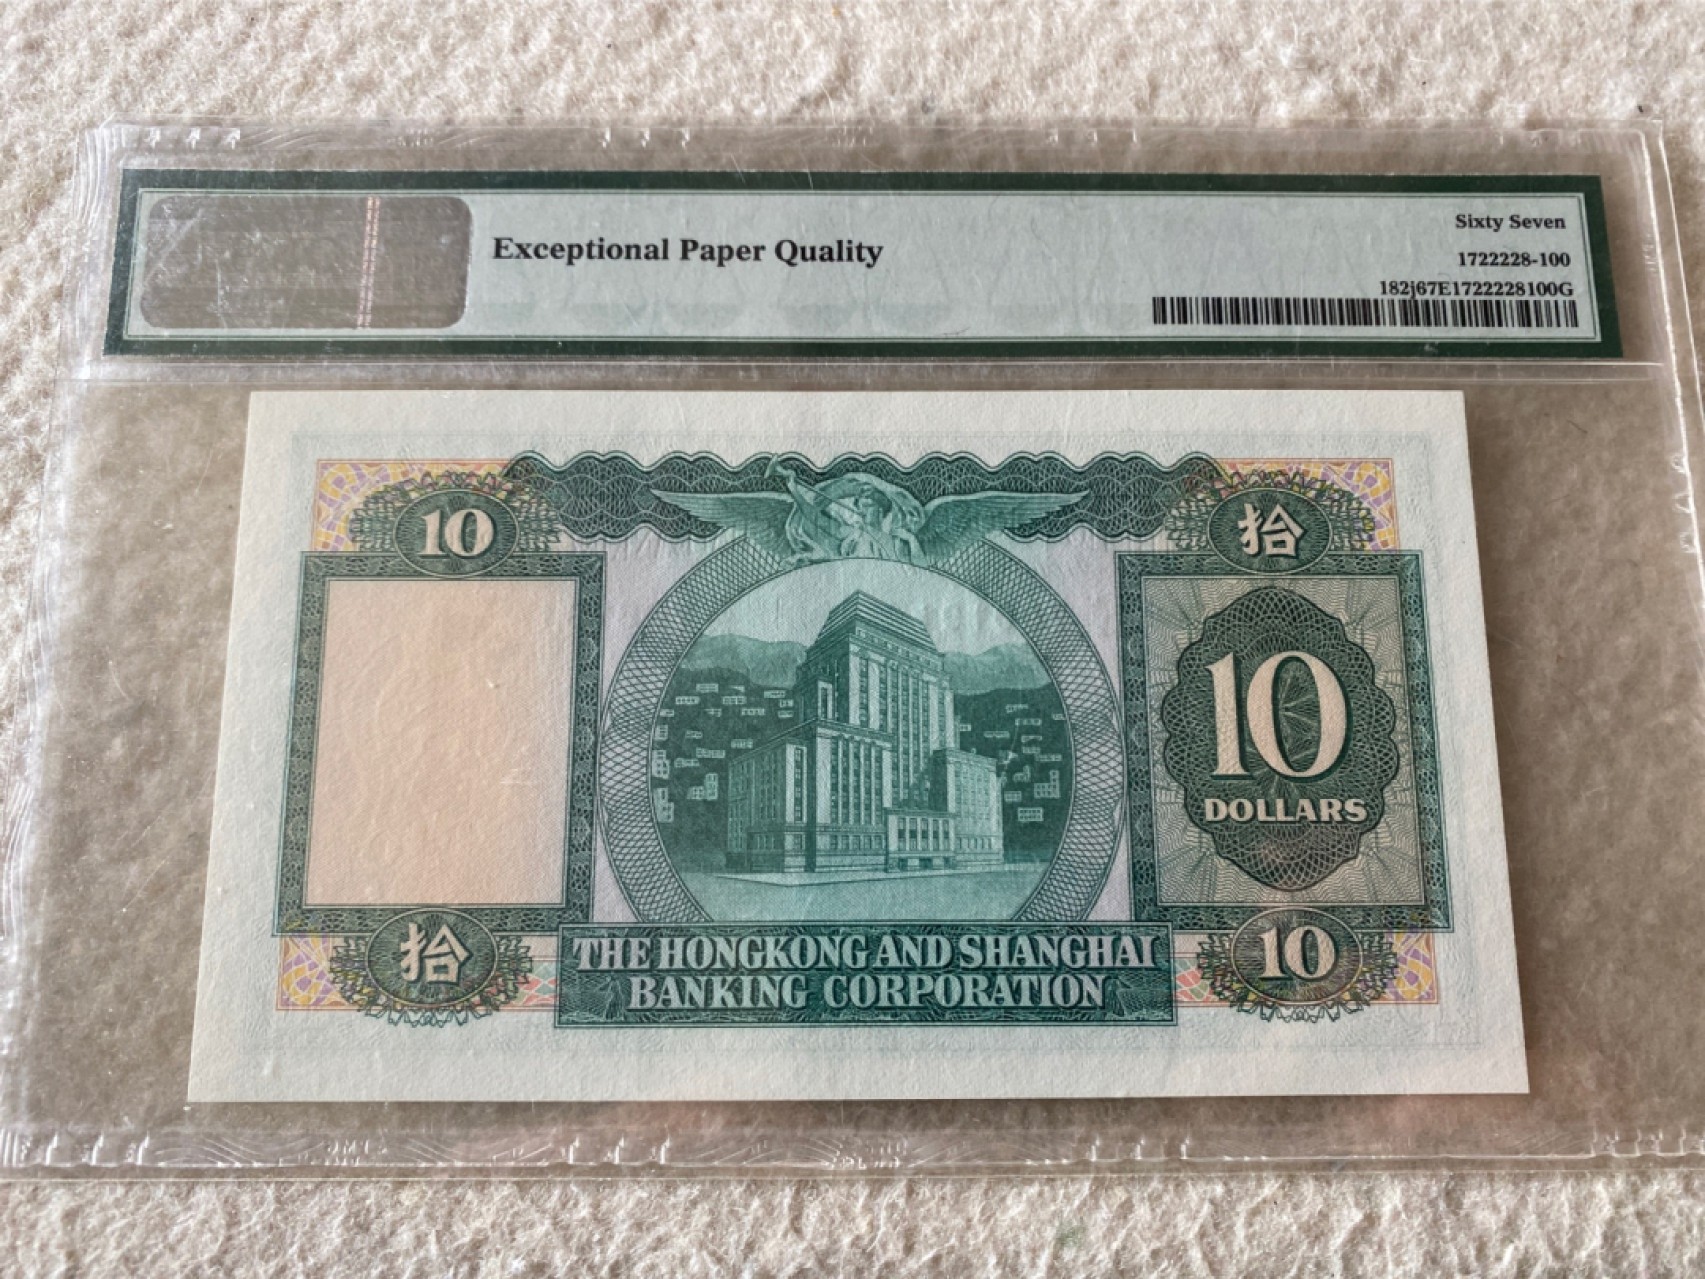 Exceptional Paper Quality
Sixty Seven
1722228-100
182j67E1722228100G
10
拾
10
DOLLARS
拾
THE HONGKONG AND SHANGHAI
BANKING CORPORATION
10